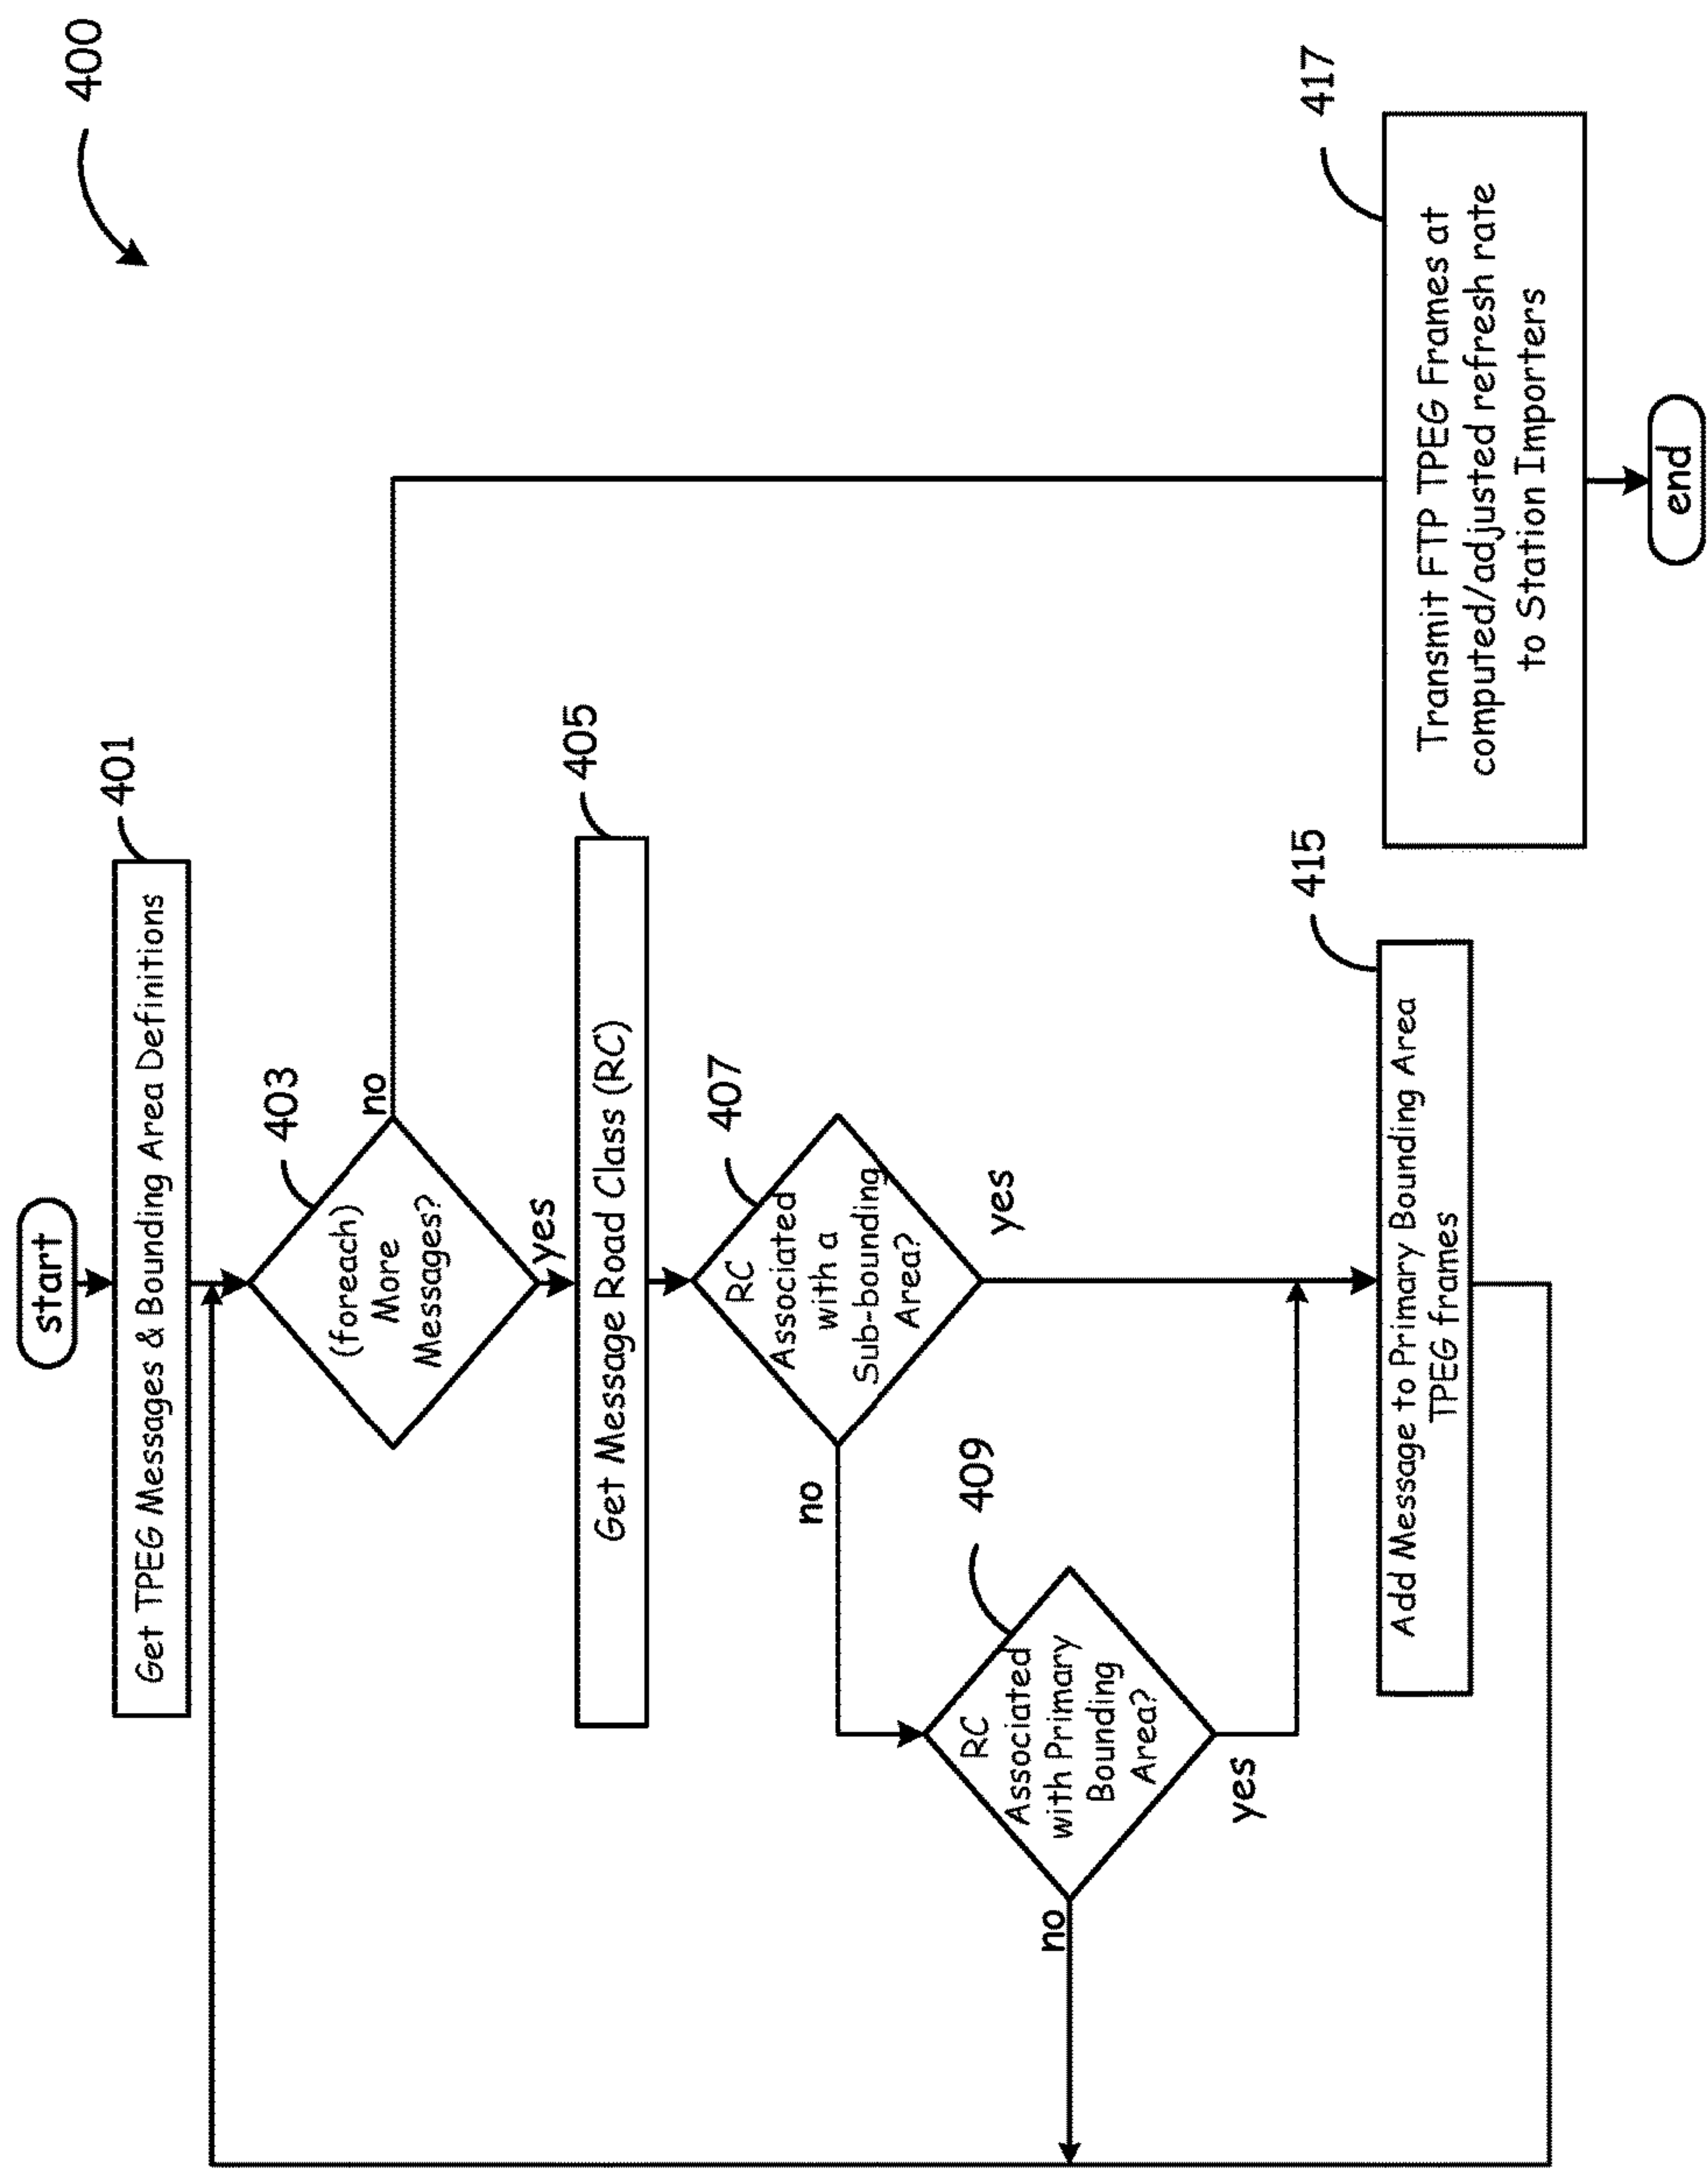 400
start
401
Get TPEG Messages & Bounding Area Definitions
403
(foreach)
More
Messages?
no
yes
405
Get Message Road Class (RC)
407
RC
Associated
with a
Sub-bounding
Area?
no
yes
409
RC
Associated
with Primary
Bounding
Area?
no
yes
415
Add Message to Primary Bounding Area
TPEG frames
417
Transmit FTP TPEG Frames at
computed/adjusted refresh rate
to Station Importers
end